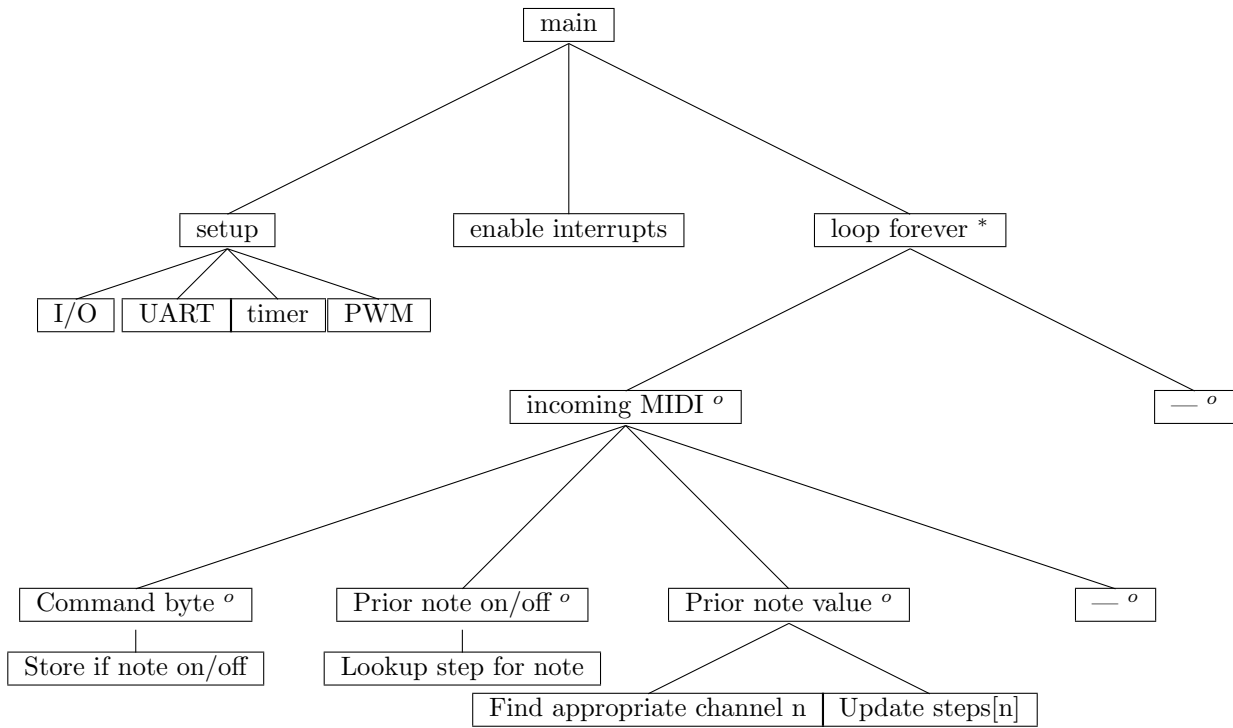 main
setup
enable interrupts
loop forever *
I/O
UART
timer
PWM
incoming MIDI o
— o
Command byte o
Prior note on/off o
Prior note value o
— o
Store if note on/off
Lookup step for note
Find appropriate channel n
Update steps[n]